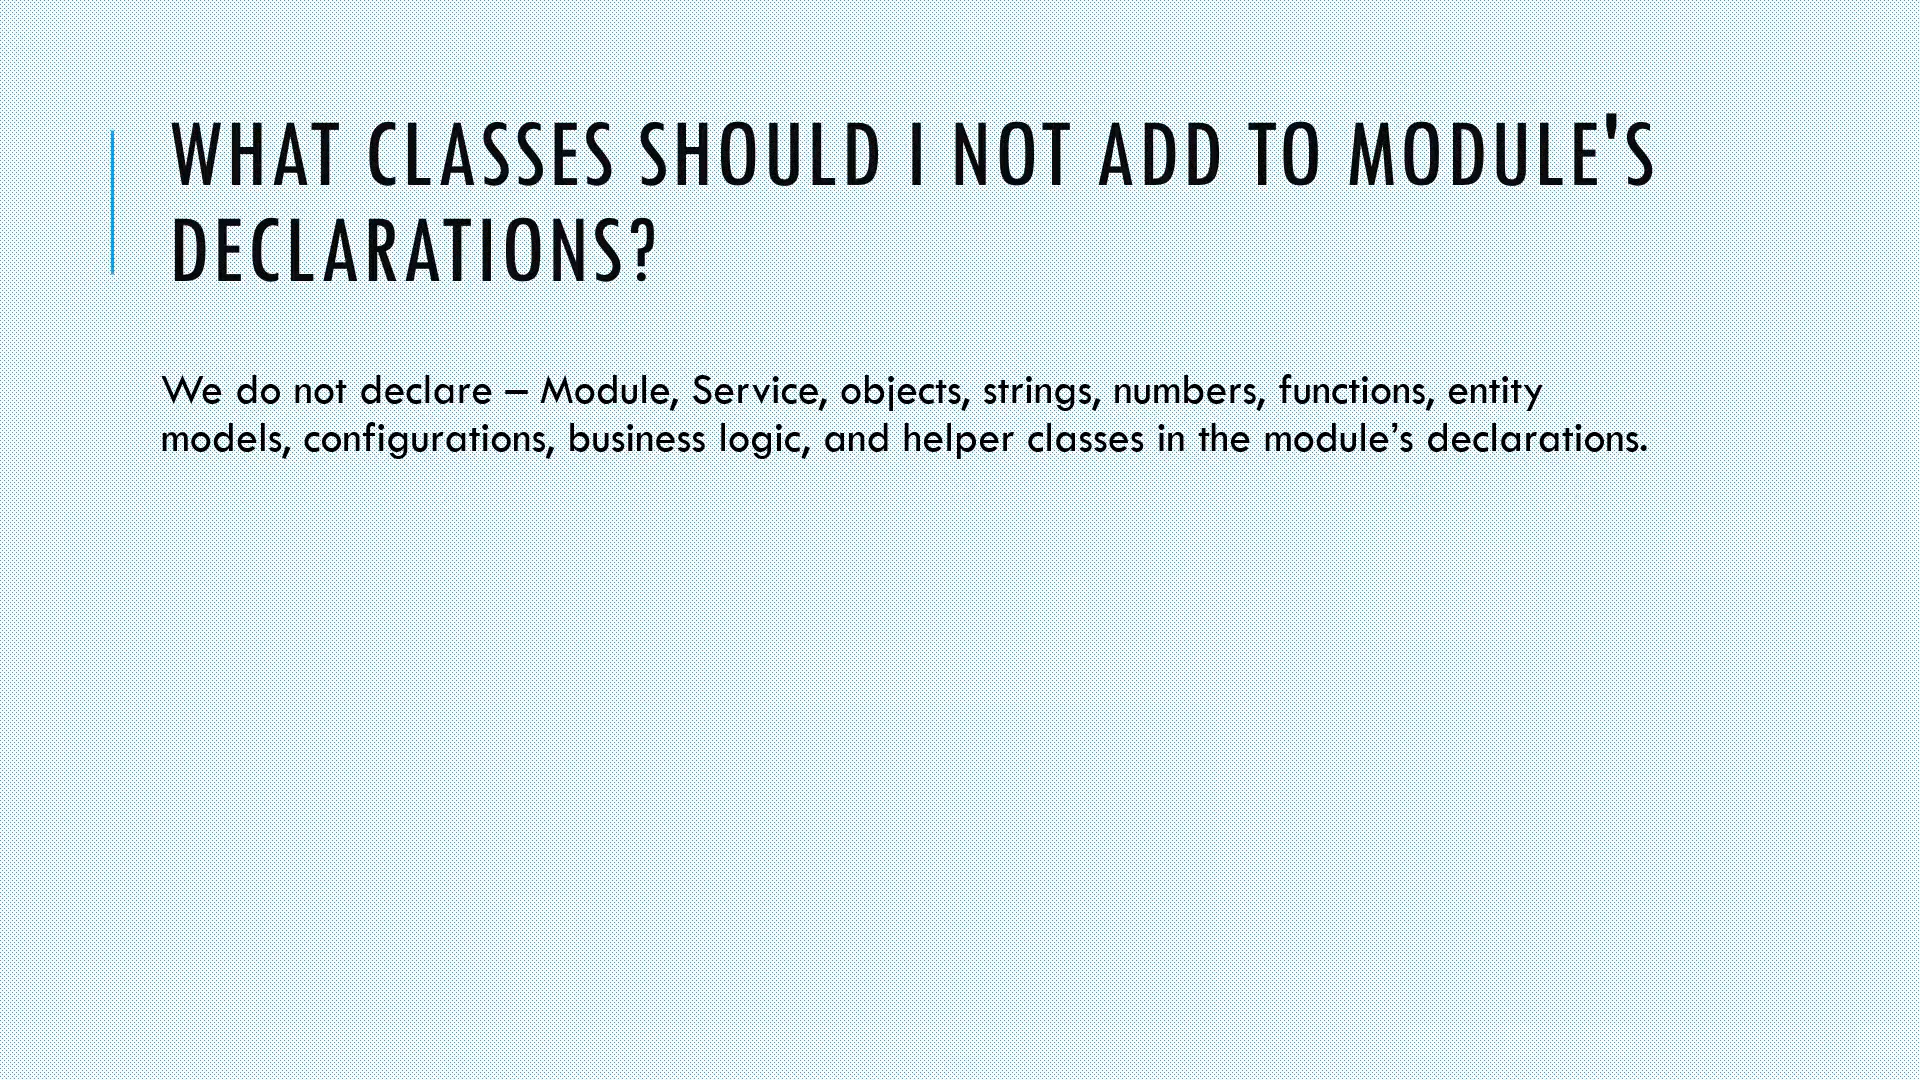 WHAT CLASSES SHOULD I NOT ADD TO MODULE'S
DECLARATIONS?
We do not declare – Module, Service, objects, strings, numbers, functions, entity
models, configurations, business logic, and helper classes in the module’s declarations.